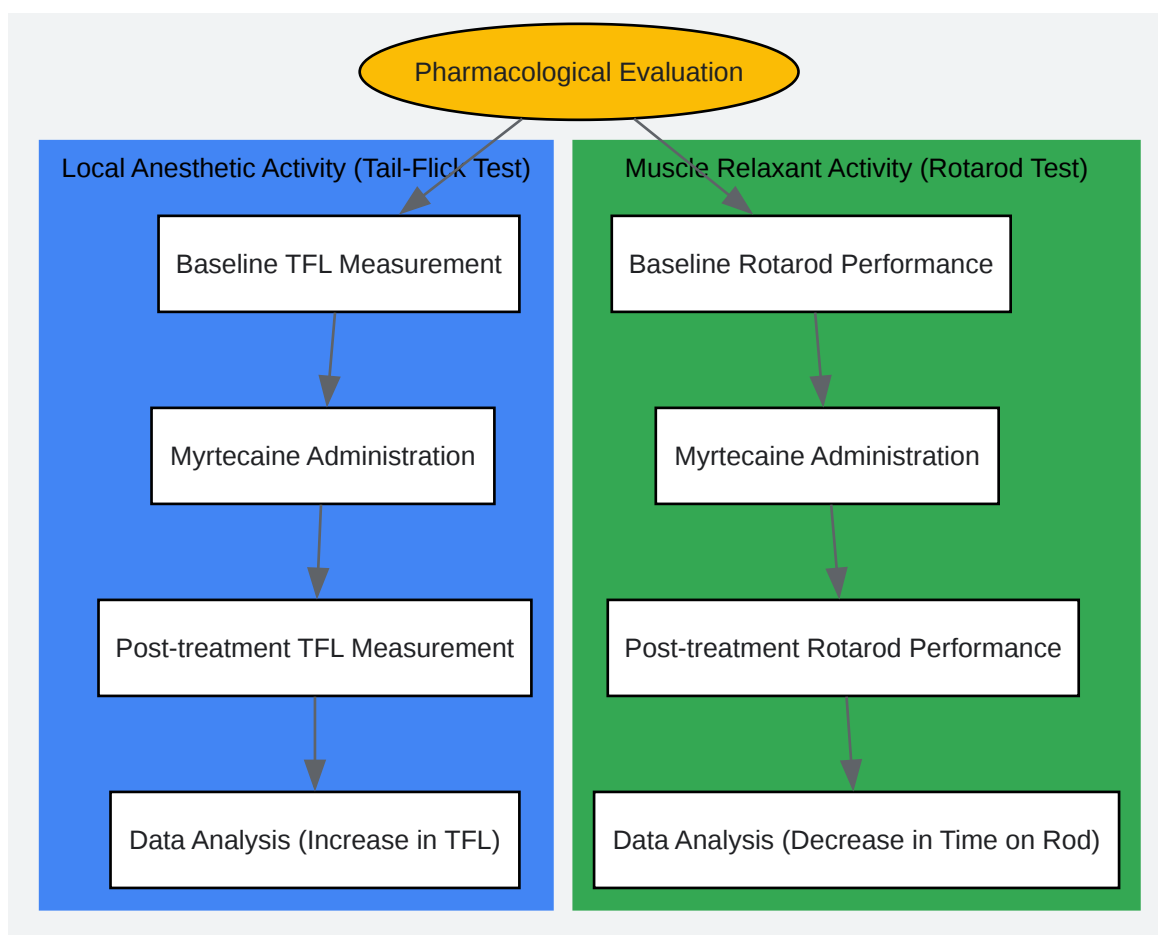 Pharmacological Evaluation
Local Anesthetic Activity (Tail-Flick Test)
Baseline TFL Measurement
Myrtecaine Administration
Post-treatment TFL Measurement
Data Analysis (Increase in TFL)
Muscle Relaxant Activity (Rotarod Test)
Baseline Rotarod Performance
Myrtecaine Administration
Post-treatment Rotarod Performance
Data Analysis (Decrease in Time on Rod)